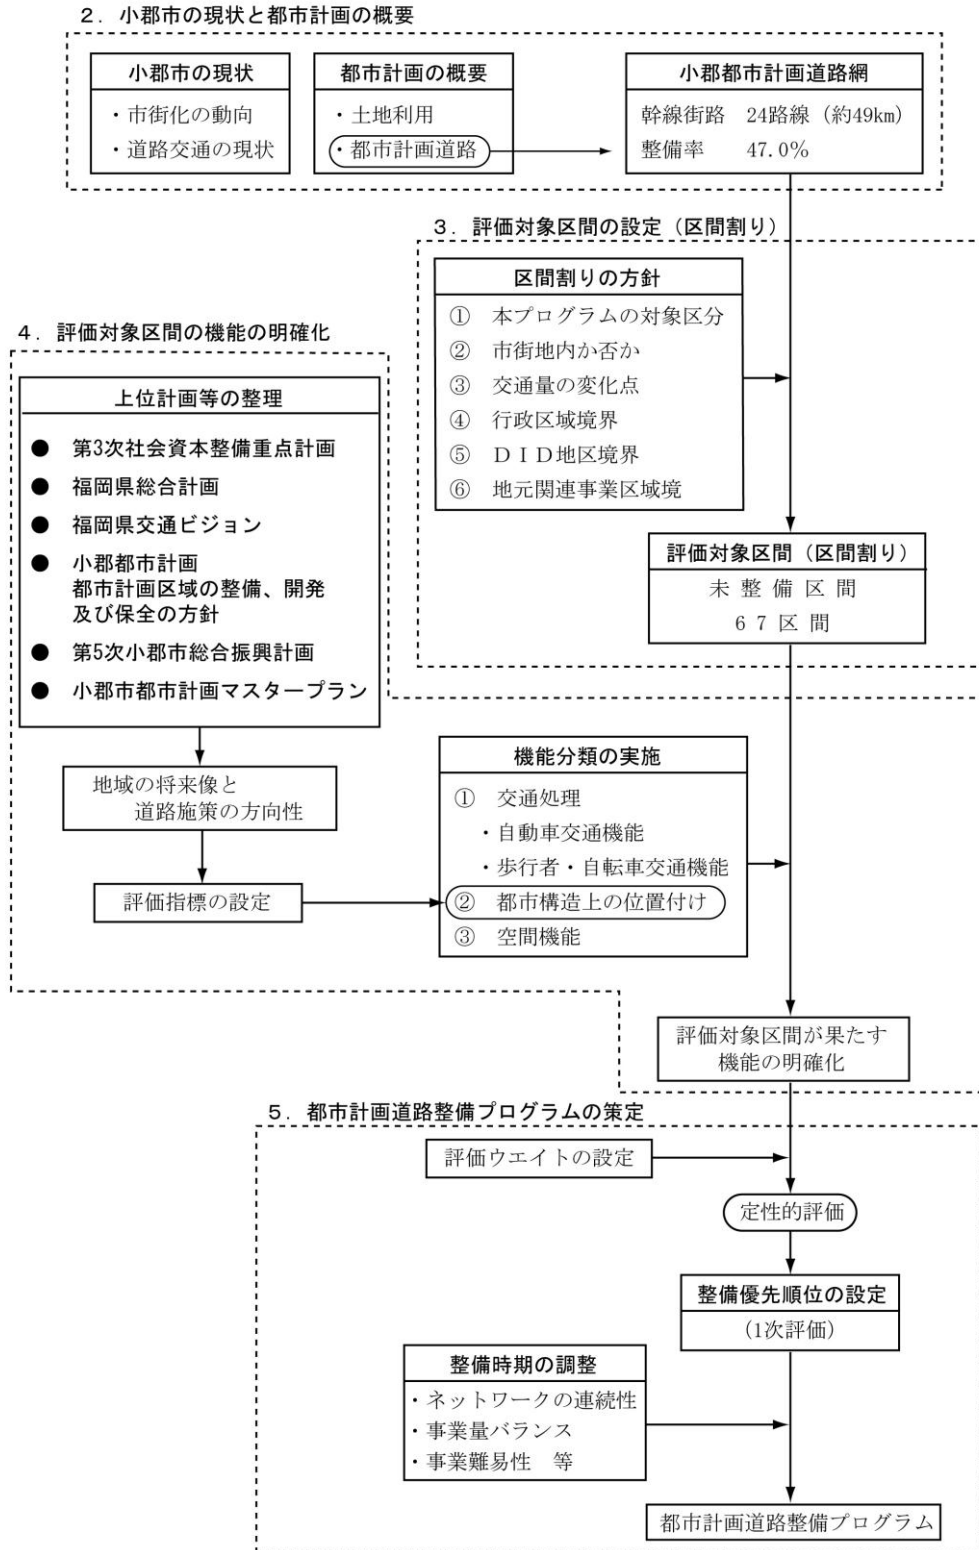 2．小郡市の現状と都市計画の概要
小郡市の現状
・市街化の動向
・道路交通の現状
都市計画の概要
・土地利用
・都市計画道路
小郡都市計画道路網
幹線街路　24路線（約49km）
整備率　47.0%
3．評価対象区間の設定（区間割り）
区間割りの方針
①　本プログラムの対象区分
②　市街地内か否か
③　交通量の変化点
④　行政区域境界
⑤　ＤＩＤ地区境界
⑥　地元関連事業区域境
評価対象区間（区間割り）
未 整 備 区 間
６７区 間
4．評価対象区間の機能の明確化
上位計画等の整理
●　第3次社会資本整備重点計画
●　福岡県総合計画
●　福岡県交通ビジョン
●　小郡都市計画
都市計画区域の整備、開発
及び保全の方針
●　第5次小郡市総合振興計画
●　小郡市都市計画マスタープラン
地域の将来像と
道路施策の方向性
評価指標の設定
機能分類の実施
①　交通処理
・自動車交通機能
・歩行者・自転車交通機能
②　都市構造上の位置付け
③　空間機能
評価対象区間が果たす
機能の明確化
5．都市計画道路整備プログラムの策定
評価ウエイトの設定
定性的評価
整備優先順位の設定
(1次評価)
整備時期の調整
・ネットワークの連続性
・事業量バランス
・事業難易性　等
都市計画道路整備プログラム